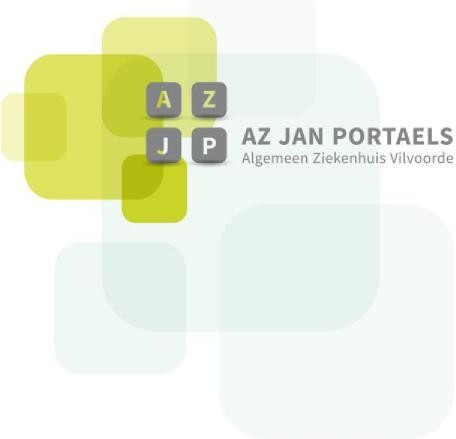 A Z
J P
AZ JAN PORTAELS
Algemeen Ziekenhuis Vilvoorde